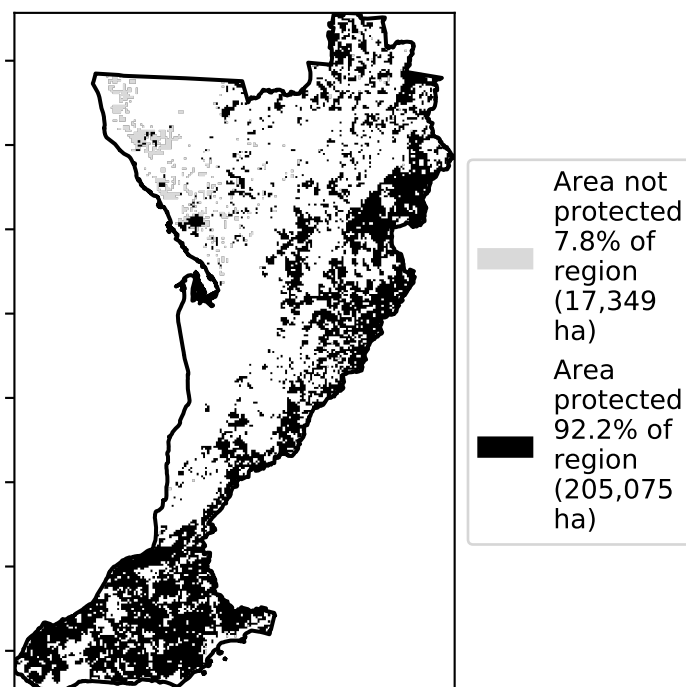 Area not
protected
7.8% of
region
(17,349
ha)
Area
protected
92.2% of
region
(205,075
ha)